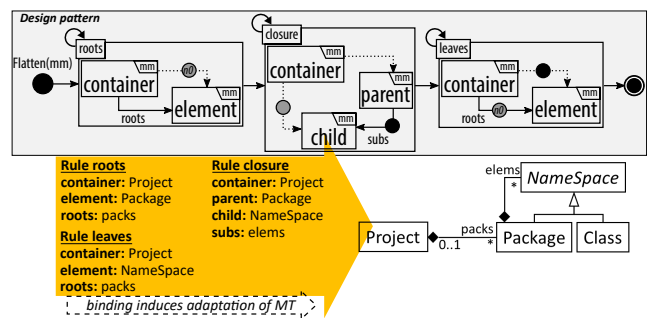 Design pattern
Flatten(mm)
roots
container
mm
n0
element
mm
roots
closure
container
mm
parent
mm
child
mm
subs
leaves
container
mm
element
mm
roots
n0
Rule roots
container: Project
element: Package
roots: packs
Rule leaves
container: Project
element: NameSpace
roots: packs
Rule closure
container: Project
parent: Package
child: NameSpace
subs: elems
binding induces adaptation of MT
elems
*
NameSpace
Project
0..1
packs
*
Package
Class